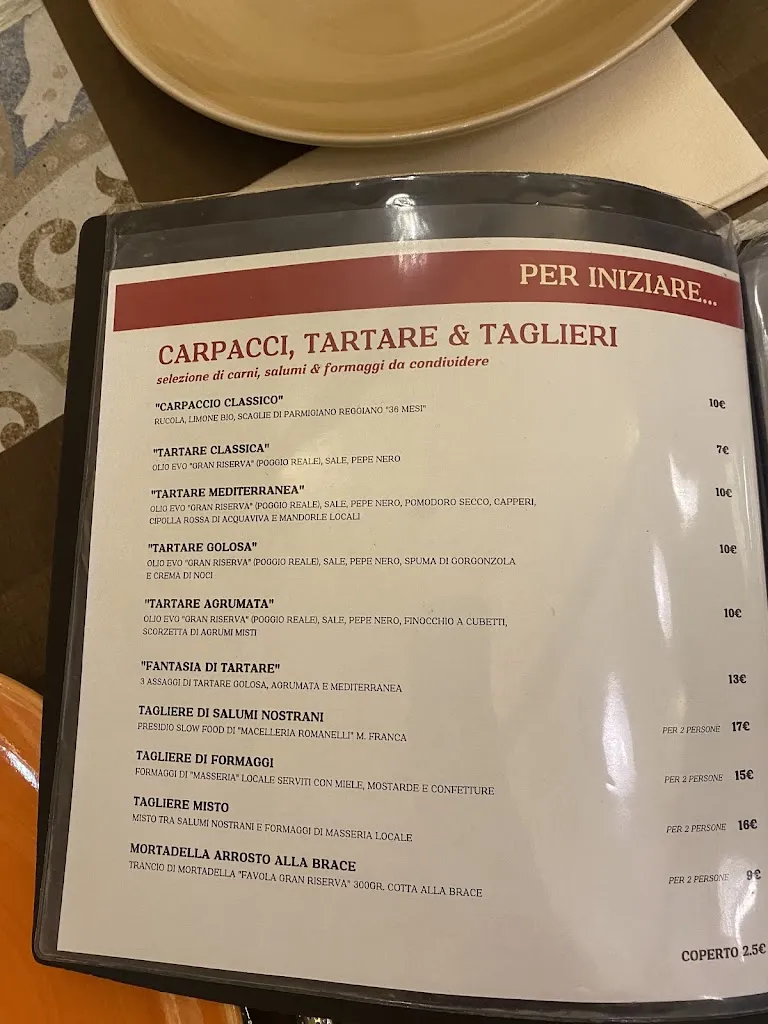 PER INIZIARE...
CARPACCI, TARTARE & TAGLIERI
selezione di carni, salumi & formaggi da condividere
"CARPACCIO CLASSICO" 10€
RUCOLA, LIMONE BIO, SCAGLIE DI PARMIGIANO REGGIANO "36 MESI"
"TARTARE CLASSICA" 7€
OLIO EVO "GRAN RISERVA" (POGGIO REALE), SALE, PEPE NERO
"TARTARE MEDITERRANEA" 10€
OLIO EVO "GRAN RISERVA" (POGGIO REALE), SALE, PEPE NERO, POMODORO SECCO, CAPPERI,
CIPOLLA ROSSA DI ACQUAVIVA E MANDORLE LOCALI
"TARTARE GOLOSA" 10€
OLIO EVO "GRAN RISERVA" (POGGIO REALE), SALE, PEPE NERO, SPUMA DI GORGONZOLA
E CREMA DI NOCI
"TARTARE AGRUMATA" 10€
OLIO EVO "GRAN RISERVA" (POGGIO REALE), SALE, PEPE NERO, FINOCCHIO A CUBETTI,
SCORZETTA DI AGRUMI MISTI
"FANTASIA DI TARTARE" 13€
3 ASSAGGI DI TARTARE GOLOSA, AGRUMATA E MEDITERRANEA
TAGLIERE DI SALUMI NOSTRANI PER 2 PERSONE 17€
PRESIDIO SLOW FOOD DI "MACELLERIA ROMANELLI" M. FRANCA
TAGLIERE DI FORMAGGI PER 2 PERSONE 15€
FORMAGGI DI "MASSERIA" LOCALE SERVITI CON MIELE, MOSTARDE E CONFETTURE
TAGLIERE MISTO PER 2 PERSONE 16€
MISTO TRA SALUMI NOSTRANI E FORMAGGI DI MASSERIA LOCALE
MORTADELLA ARROSTO ALLA BRACE PER 2 PERSONE 9€
TRANCIO DI MORTADELLA "FAVOLA GRAN RISERVA" 300GR. COTTA ALLA BRACE
COPERTO 2.5€